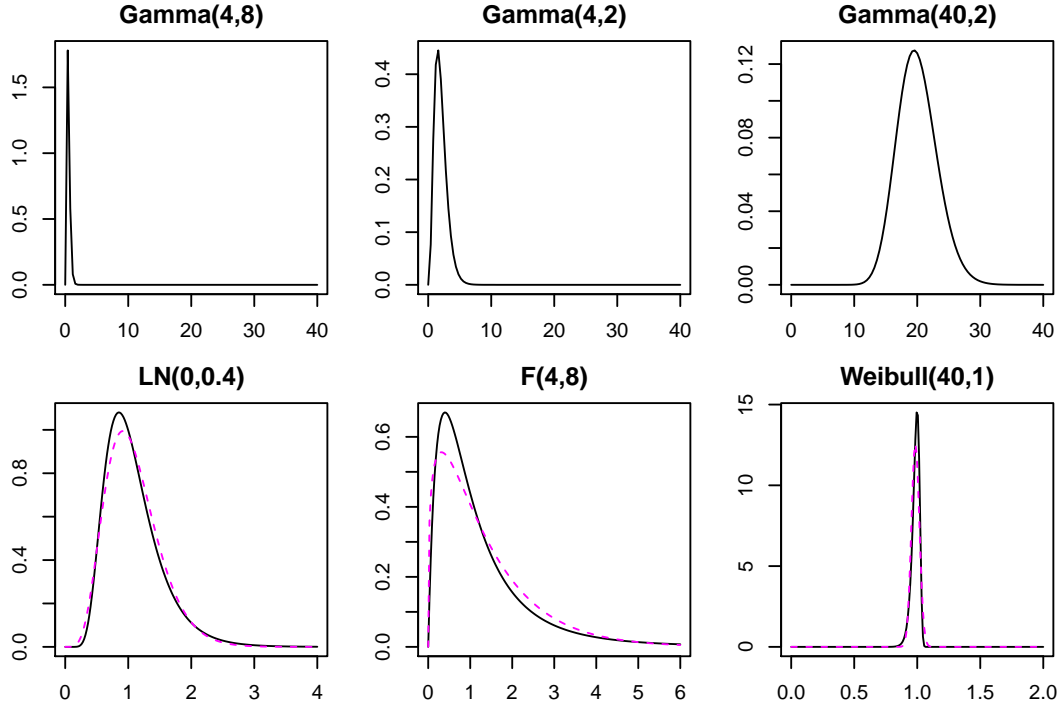 Gamma(4,8)
Gamma(4,2)
Gamma(40,2)
0.0 0.5 1.0 1.5
0 10 20 30 40
0.0 0.1 0.2 0.3 0.4
0 10 20 30 40
0.00 0.04 0.08 0.12
0 10 20 30 40
LN(0,0.4)
F(4,8)
Weibull(40,1)
0.0 0.4 0.8
0 1 2 3 4
0.0 0.2 0.4 0.6
0 1 2 3 4 5 6
0 5 10 15
0.0 0.5 1.0 1.5 2.0